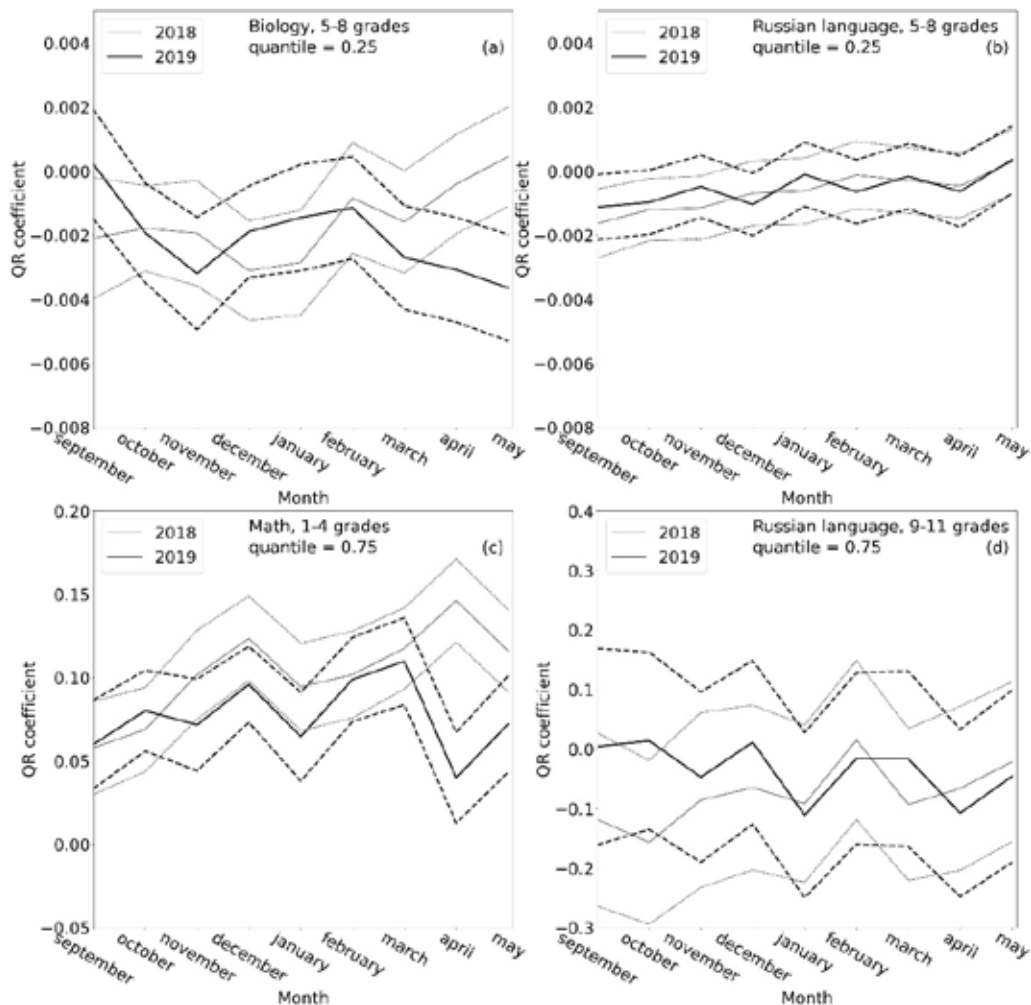 2018
2019
Biology, 5-8 grades
quantile = 0.25
(a)
0.004
0.002
0.000
−0.002
−0.004
−0.006
−0.008
QR coefficient
september
october
november
december
january
february
march
april
may
Month
2018
2019
Russian language, 5-8 grades
quantile = 0.25
(b)
0.004
0.002
0.000
−0.002
−0.004
−0.006
−0.008
QR coefficient
september
october
november
december
january
february
march
april
may
Month
2018
2019
Math, 1-4 grades
quantile = 0.75
(c)
0.20
0.15
0.10
0.05
0.00
−0.05
QR coefficient
september
october
november
december
january
february
march
april
may
Month
2018
2019
Russian language, 9-11 grades
quantile = 0.75
(d)
0.4
0.3
0.2
0.1
0.0
−0.1
−0.2
−0.3
QR coefficient
september
october
november
december
january
february
march
april
may
Month